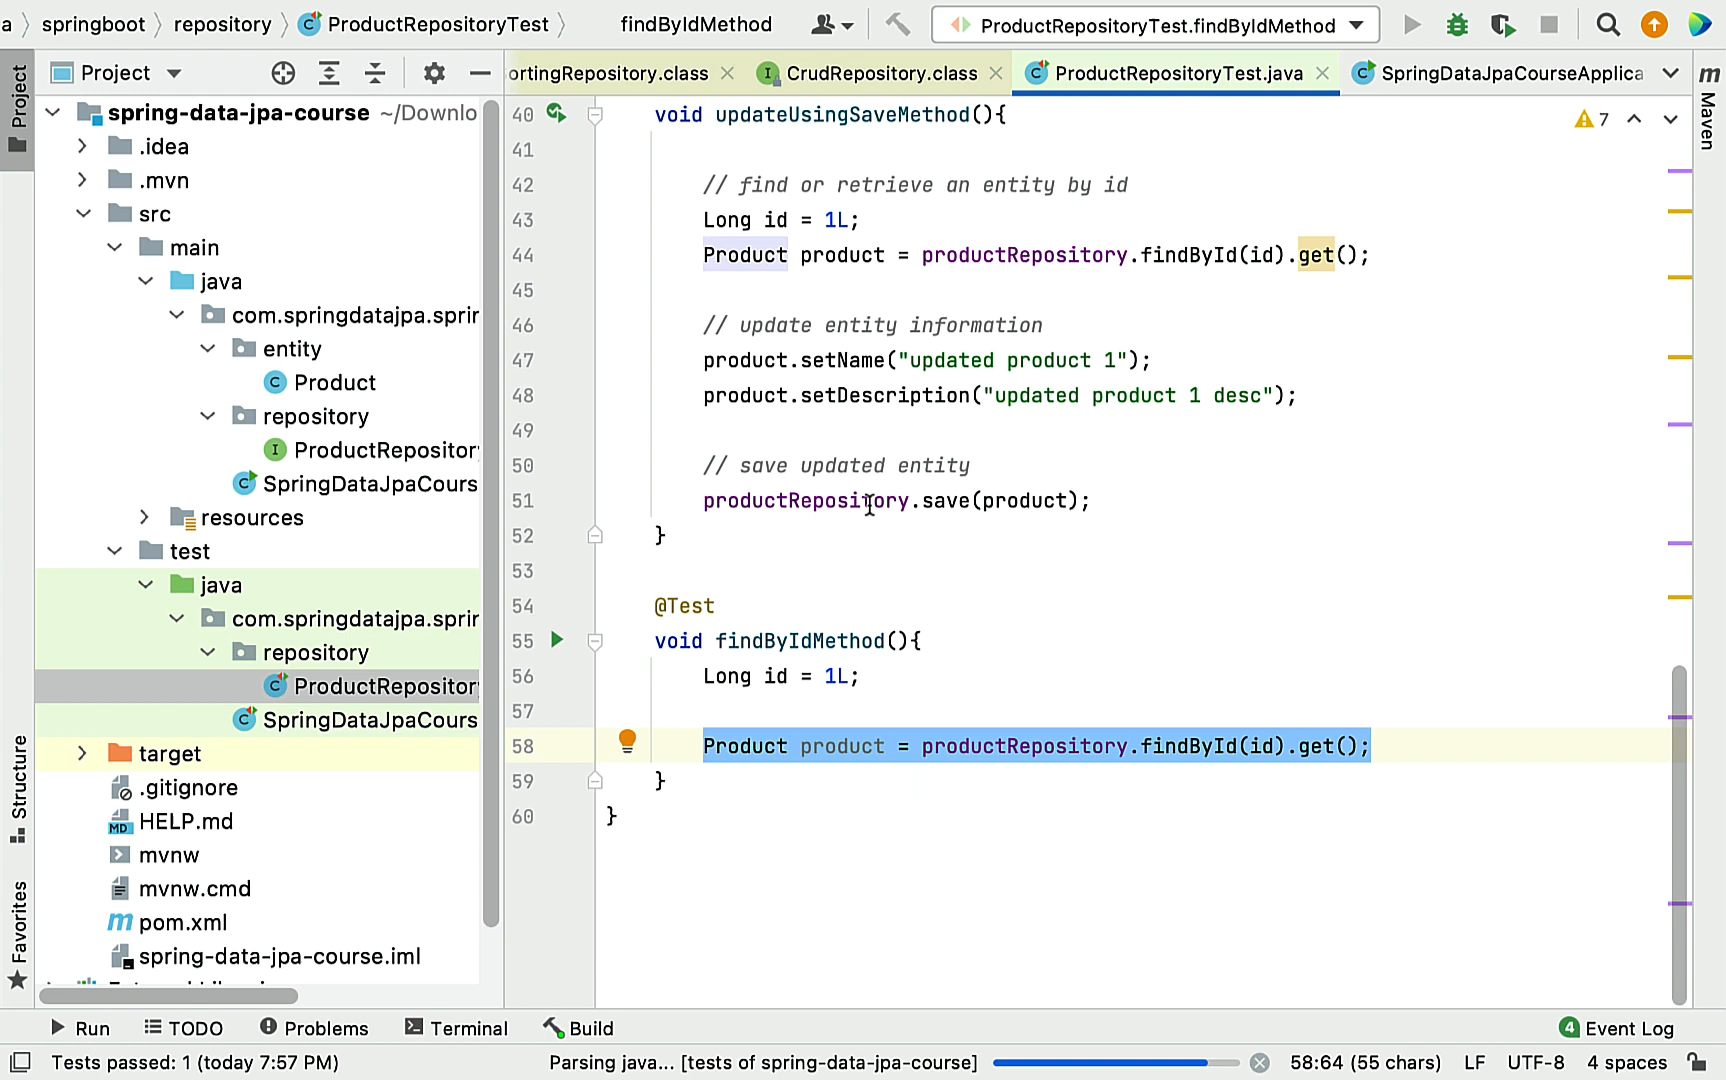 a springboot repository ProductRepositoryTest findByIdMethod ProductRepositoryTest.findByIdMethod
Project
ortingRepository.class CrudRepository.class ProductRepositoryTest.java SpringDataJpaCourseApplica
Project
Structure
Favorites
m Maven
spring-data-jpa-course ~/Downlo
.idea
.mvn
src
main
java
com.springdatajpa.sprin
entity
C Product
repository
I ProductRepository
C SpringDataJpaCours
resources
test
java
com.springdatajpa.sprin
repository
C ProductRepository
C SpringDataJpaCours
target
.gitignore
MD HELP.md
mvnw
mvnw.cmd
m pom.xml
spring-data-jpa-course.iml
7
40 void updateUsingSaveMethod(){
41
42 // find or retrieve an entity by id
43 Long id = 1L;
44 Product product = productRepository.findById(id).get();
45
46 // update entity information
47 product.setName("updated product 1");
48 product.setDescription("updated product 1 desc");
49
50 // save updated entity
51 productRepository.save(product);
52 }
53
54 @Test
55 void findByIdMethod(){
56 Long id = 1L;
57
58 Product product = productRepository.findById(id).get();
59 }
60 }
Run TODO Problems Terminal Build 4 Event Log
Tests passed: 1 (today 7:57 PM) Parsing java... [tests of spring-data-jpa-course] 58:64 (55 chars) LF UTF-8 4 spaces